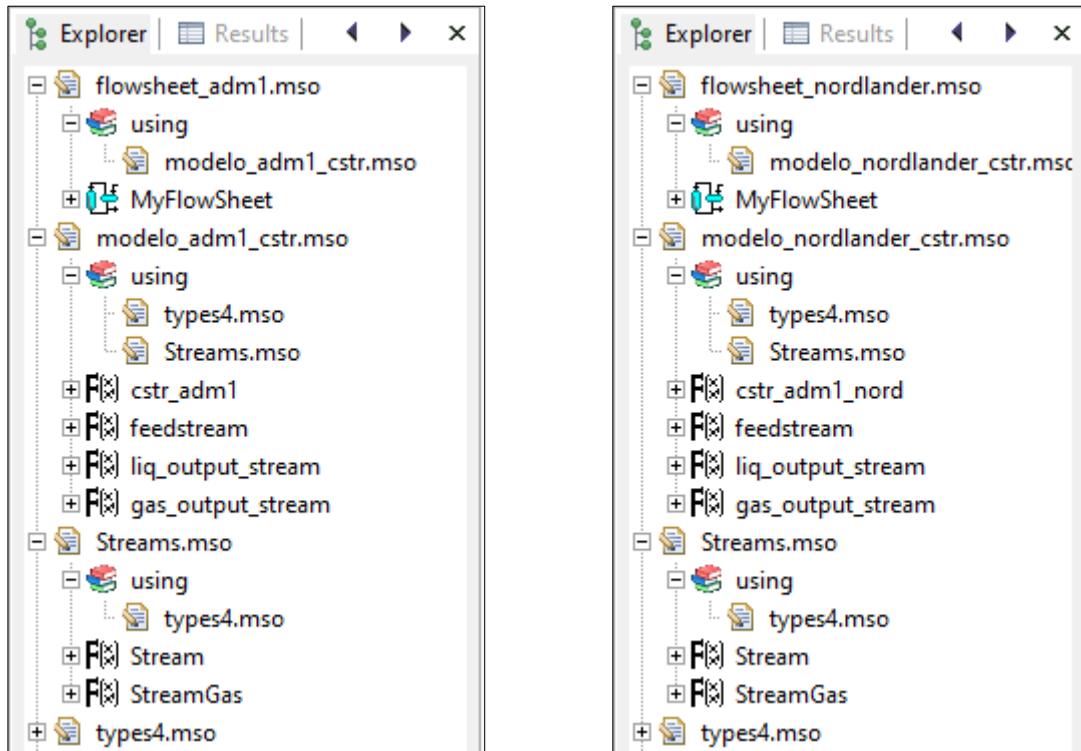 Explorer Results
flowsheet_adm1.mso
using
modelo_adm1_cstr.mso
MyFlowSheet
modelo_adm1_cstr.mso
using
types4.mso
Streams.mso
F(x) cstr_adm1
F(x) feedstream
F(x) liq_output_stream
F(x) gas_output_stream
Streams.mso
using
types4.mso
F(x) Stream
F(x) StreamGas
types4.mso
Explorer Results
flowsheet_nordlander.mso
using
modelo_nordlander_cstr.msc
MyFlowSheet
modelo_nordlander_cstr.mso
using
types4.mso
Streams.mso
F(x) cstr_adm1_nord
F(x) feedstream
F(x) liq_output_stream
F(x) gas_output_stream
Streams.mso
using
types4.mso
F(x) Stream
F(x) StreamGas
types4.mso